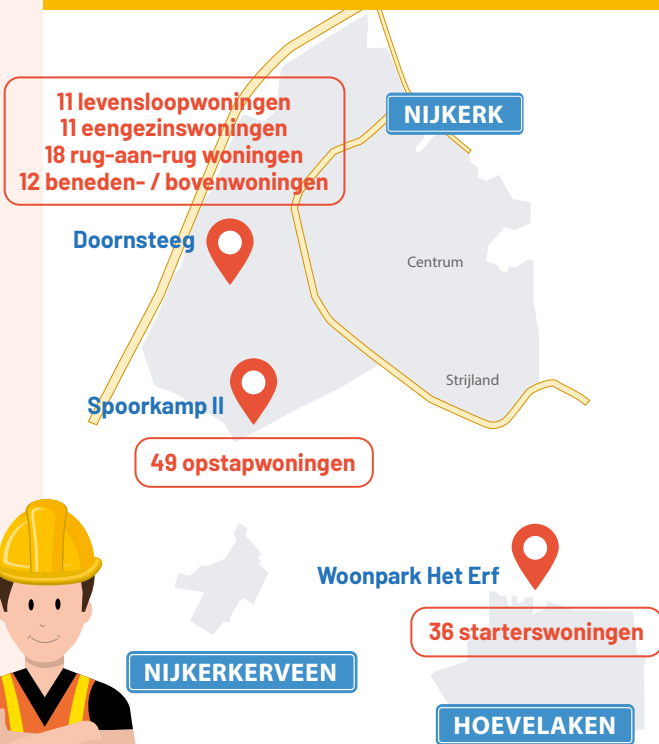 11 levensloopwoningen
11 eengezinswoningen
18 rug-aan-rug woningen
12 beneden- / bovenwoningen
NIJKERK
Doornsteeg
Centrum
Strijland
Spoorkamp II
49 opstapwoningen
Woonpark Het Erf
36 starterswoningen
NIJKERKERVEEN
HOEVELAKEN